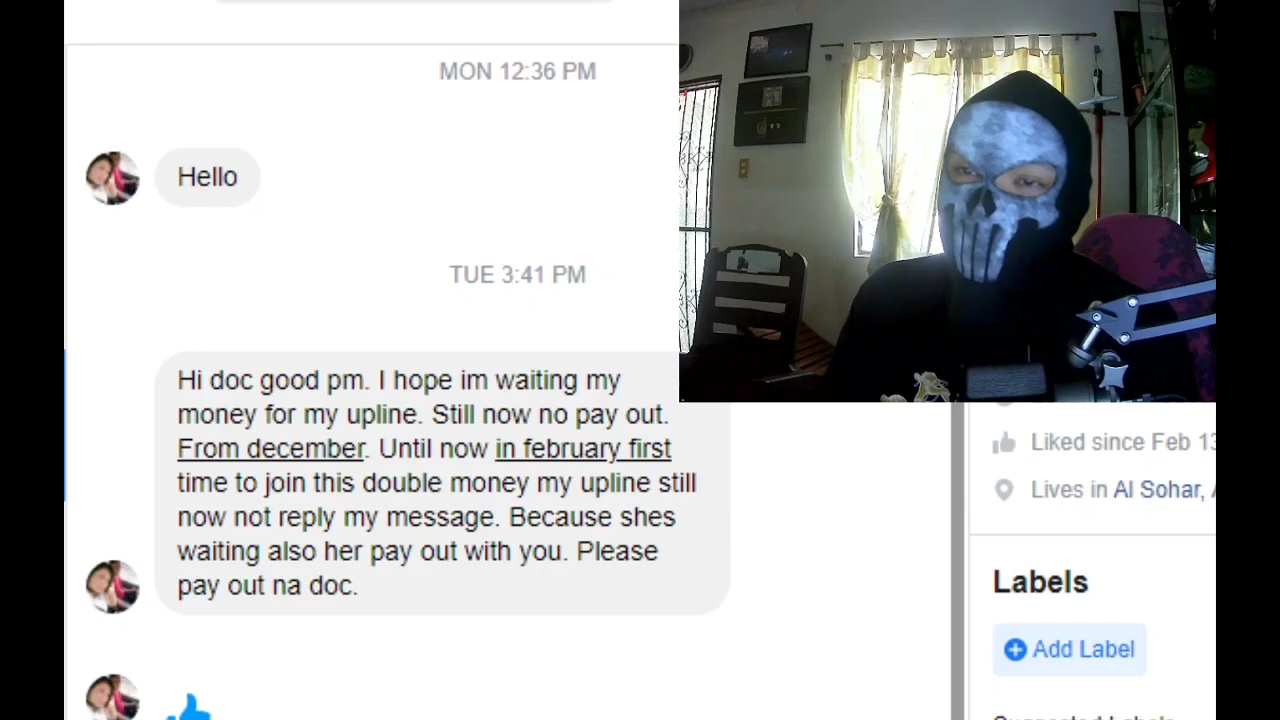 MON 12:36 PM
Hello
TUE 3:41 PM
Hi doc good pm. I hope im waiting my
money for my upline. Still now no pay out.
From december. Until now in february first
time to join this double money my upline still
now not reply my message. Because shes
waiting also her pay out with you. Please
pay out na doc.
Liked since Feb 13
Lives in Al Sohar,
Labels
Add Label